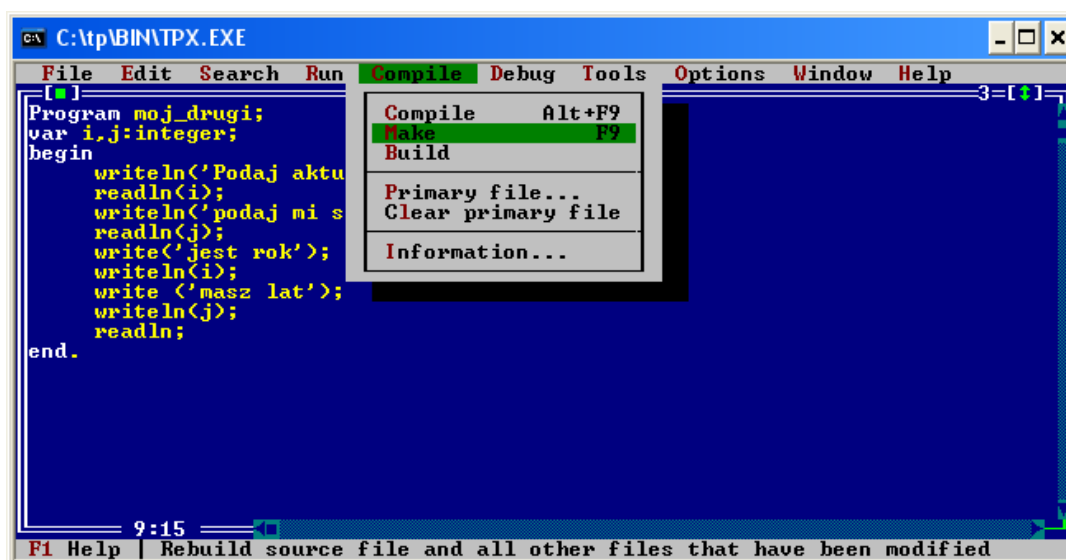 C:\tp\BIN\TPX.EXE
File Edit Search Run Compile Debug Tools Options Window Help
3=[↕]
Program moj_drugi;
var i,j:integer;
begin
writeln('Podaj aktu
readln(i);
writeln('podaj mi s
readln(j);
write('jest rok');
writeln(i);
write ('masz lat');
writeln(j);
readln;
end.
Compile Alt+F9
Make F9
Build
Primary file...
Clear primary file
Information...
9:15
F1 Help | Rebuild source file and all other files that have been modified